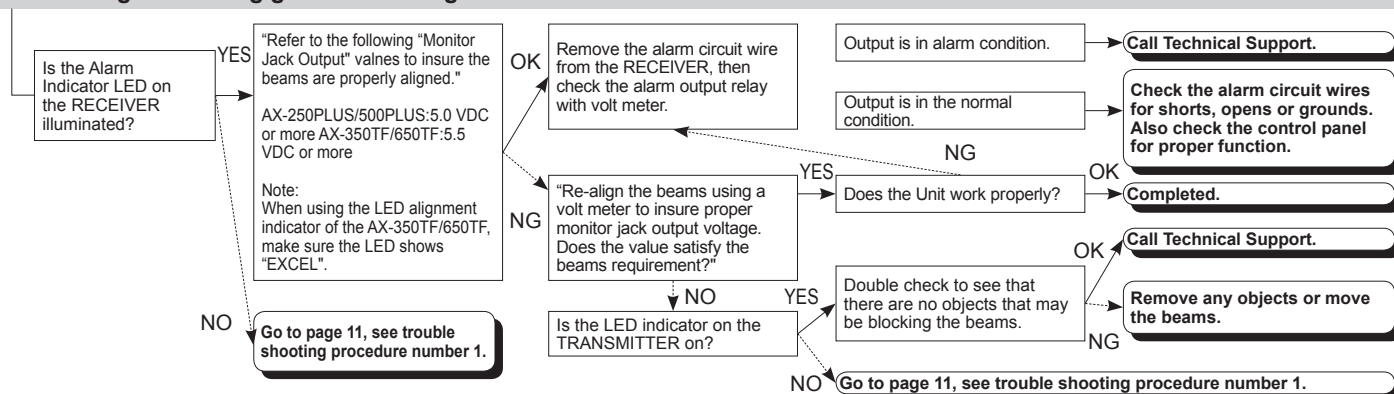 Is the Alarm
Indicator LED on
the RECEIVER
illuminated?
YES
"Refer to the following "Monitor
Jack Output" valnes to insure the
beams are properly aligned."
AX-250PLUS/500PLUS:5.0 VDC
or more AX-350TF/650TF:5.5
VDC or more
Note:
When using the LED alignment
indicator of the AX-350TF/650TF,
make sure the LED shows
"EXCEL".
NO
Go to page 11, see trouble
shooting procedure number 1.
OK
Remove the alarm circuit wire
from the RECEIVER, then
check the alarm output relay
with volt meter.
Output is in alarm condition.
Call Technical Support.
Output is in the normal
condition.
Check the alarm circuit wires
for shorts, opens or grounds.
Also check the control panel
for proper function.
NG
"Re-align the beams using a
volt meter to insure proper
monitor jack output voltage.
Does the value satisfy the
beams requirement?"
YES
NG
Does the Unit work properly?
OK
Completed.
NO
Is the LED indicator on the
TRANSMITTER on?
YES
Double check to see that
there are no objects that may
be blocking the beams.
OK
Call Technical Support.
NG
Remove any objects or move
the beams.
NO
Go to page 11, see trouble shooting procedure number 1.